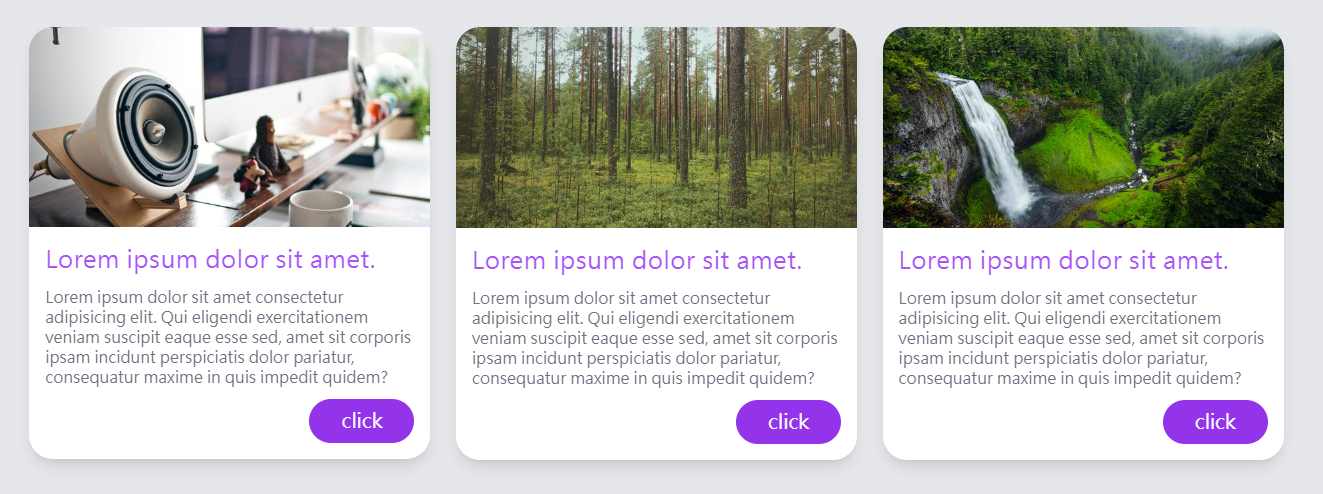 Lorem ipsum dolor sit amet.
Lorem ipsum dolor sit amet consectetur
adipisicing elit. Qui eligendi exercitationem
veniam suscipit eaque esse sed, amet sit corporis
ipsam incidunt perspiciatis dolor pariatur,
consequatur maxime in quis impedit quidem?
click
Lorem ipsum dolor sit amet.
Lorem ipsum dolor sit amet consectetur
adipisicing elit. Qui eligendi exercitationem
veniam suscipit eaque esse sed, amet sit corporis
ipsam incidunt perspiciatis dolor pariatur,
consequatur maxime in quis impedit quidem?
click
Lorem ipsum dolor sit amet.
Lorem ipsum dolor sit amet consectetur
adipisicing elit. Qui eligendi exercitationem
veniam suscipit eaque esse sed, amet sit corporis
ipsam incidunt perspiciatis dolor pariatur,
consequatur maxime in quis impedit quidem?
click